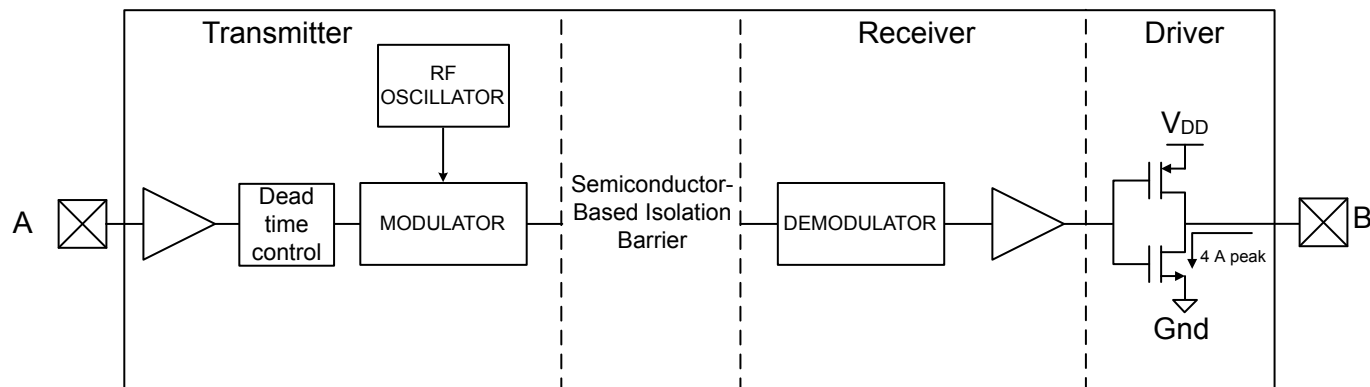 Transmitter
Receiver
Driver
RF
OSCILLATOR
VDD
A
Dead
time
control
MODULATOR
Semiconductor-
Based Isolation
Barrier
DEMODULATOR
4 A peak
B
Gnd